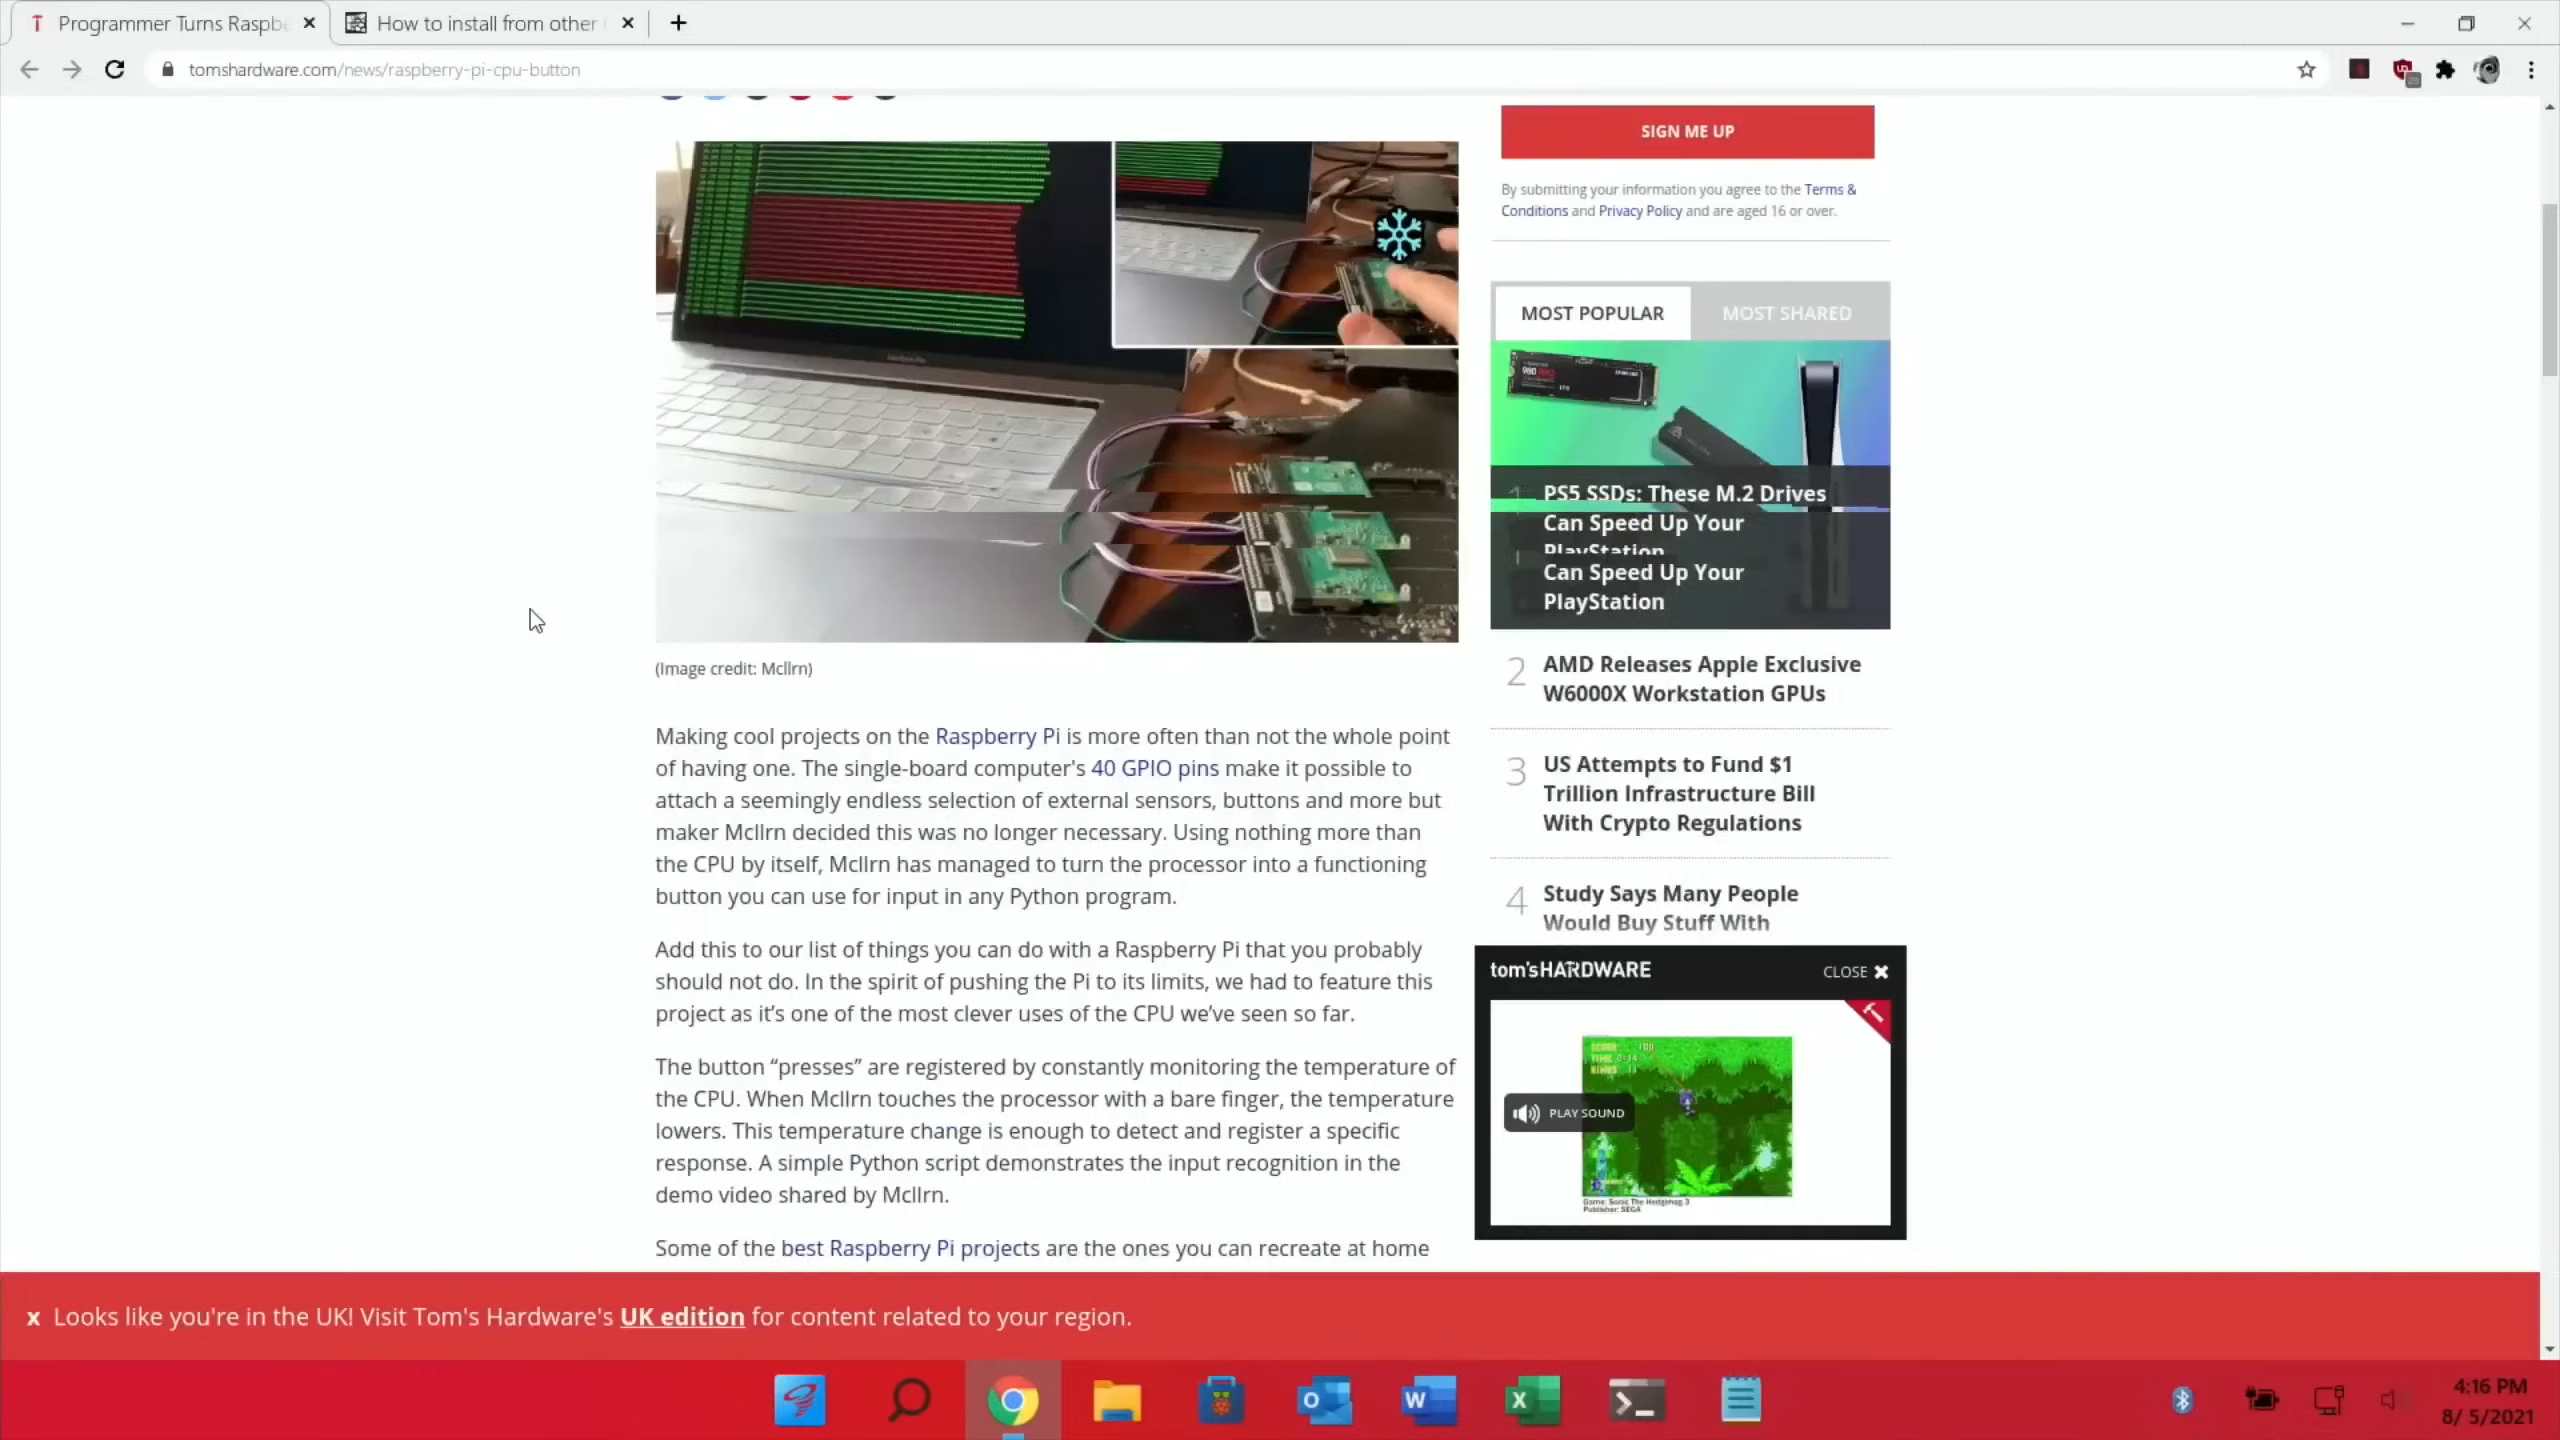 Programmer Turns Raspbe
How to install from other
tomshardware.com/news/raspberry-pi-cpu-button
SIGN ME UP
By submitting your information you agree to the Terms &
Conditions and Privacy Policy and are aged 16 or over.
MOST POPULAR
MOST SHARED
1 PS5 SSDs: These M.2 Drives
Can Speed Up Your
PlayStation
Can Speed Up Your
PlayStation
2 AMD Releases Apple Exclusive
W6000X Workstation GPUs
3 US Attempts to Fund $1
Trillion Infrastructure Bill
With Crypto Regulations
4 Study Says Many People
Would Buy Stuff With
(Image credit: Mcllrn)
Making cool projects on the Raspberry Pi is more often than not the whole point
of having one. The single-board computer's 40 GPIO pins make it possible to
attach a seemingly endless selection of external sensors, buttons and more but
maker Mcllrn decided this was no longer necessary. Using nothing more than
the CPU by itself, Mcllrn has managed to turn the processor into a functioning
button you can use for input in any Python program.
Add this to our list of things you can do with a Raspberry Pi that you probably
should not do. In the spirit of pushing the Pi to its limits, we had to feature this
project as it’s one of the most clever uses of the CPU we’ve seen so far.
The button “presses” are registered by constantly monitoring the temperature of
the CPU. When Mcllrn touches the processor with a bare finger, the temperature
lowers. This temperature change is enough to detect and register a specific
response. A simple Python script demonstrates the input recognition in the
demo video shared by Mcllrn.
Some of the best Raspberry Pi projects are the ones you can recreate at home
tom'sHARDWARE
CLOSE
PLAY SOUND
Game: Sonic The Hedgehog 3
Publisher: SEGA
x Looks like you're in the UK! Visit Tom's Hardware's UK edition for content related to your region.
4:16 PM
8/ 5/2021